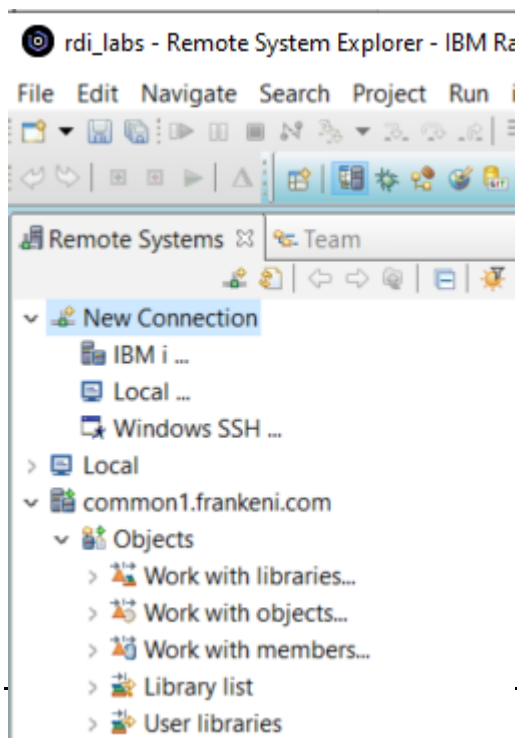 rdi_labs - Remote System Explorer - IBM Ra
File Edit Navigate Search Project Run i
Remote Systems Team
New Connection
IBM i ...
Local ...
Windows SSH ...
Local
common1.frankeni.com
Objects
Work with libraries...
Work with objects...
Work with members...
Library list
User libraries